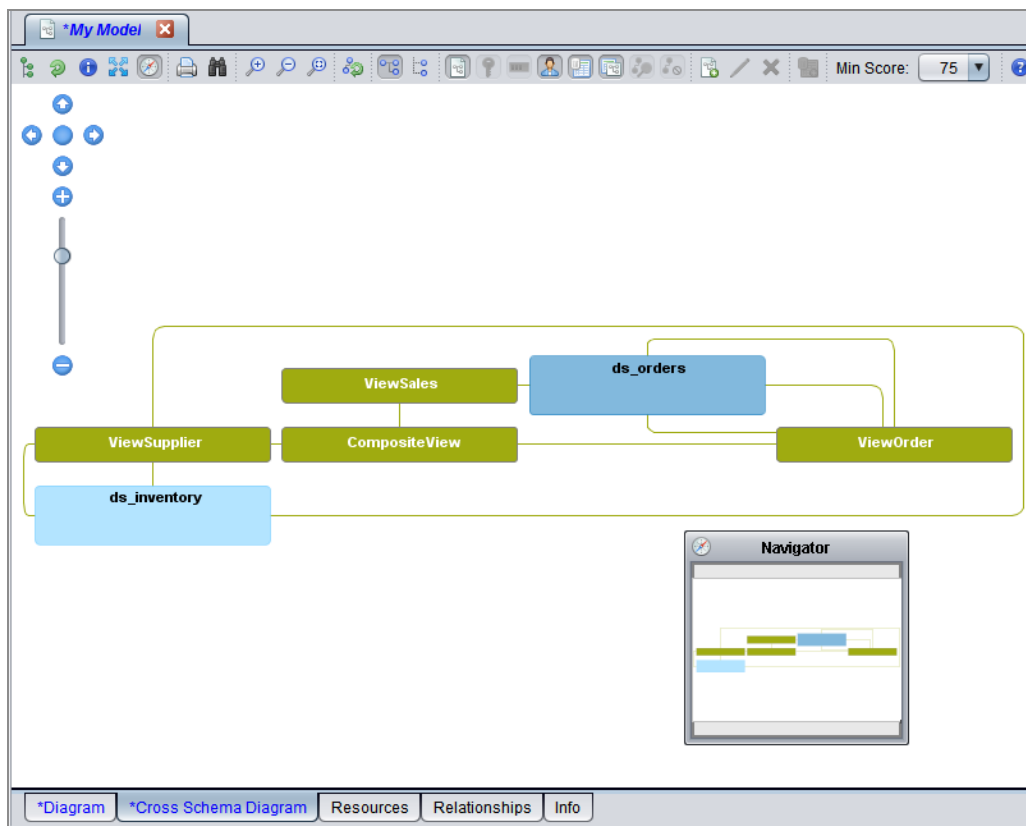 *My Model
Min Score: 75
ds_orders
ViewSales
ViewSupplier
CompositeView
ViewOrder
ds_inventory
Navigator
*Diagram
*Cross Schema Diagram
Resources
Relationships
Info